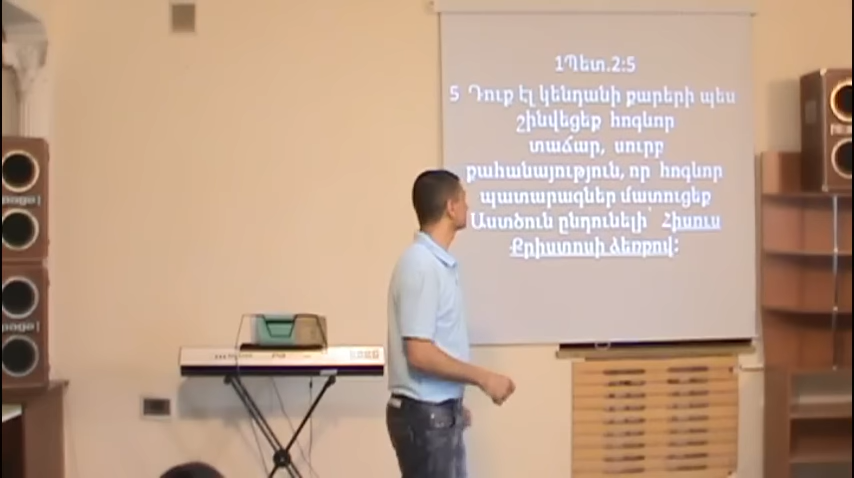 1Պետ.2:5
5 Դուք էլ կենդանի քարերի պես
շինվեցեք հոգևոր
տաճար, սուրբ
քահանայություն, որ հոգևոր
պատարագներ մատուցեք
Աստծուն ընդունելի՝ Հիսուս
Քրիստոսի ձեռքով: